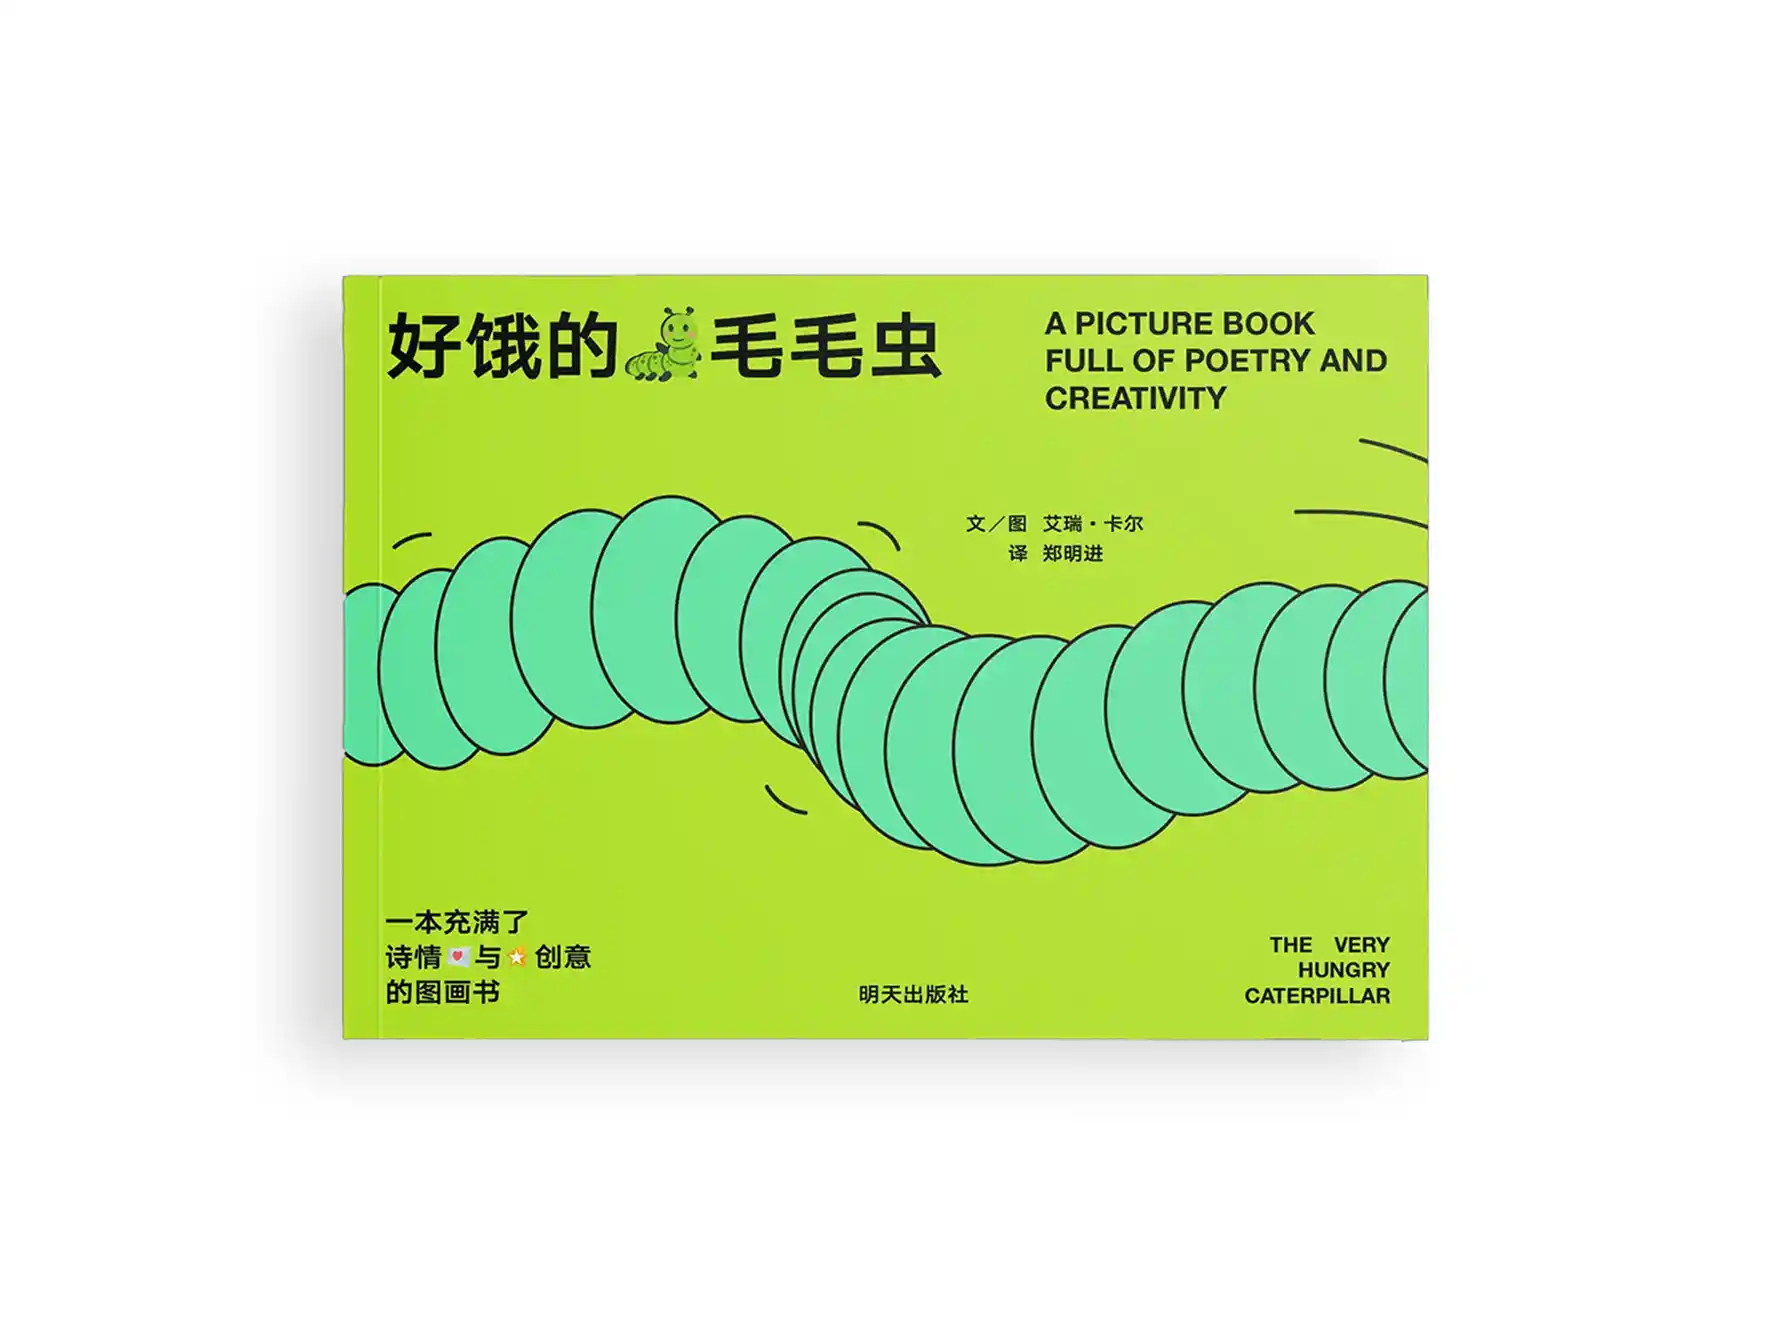 好饿的毛毛虫
A PICTURE BOOK
FULL OF POETRY AND
CREATIVITY
文／图 艾瑞·卡尔
译 郑明进
一本充满了
诗情与创意
的图画书
明天出版社
THE VERY
HUNGRY
CATERPILLAR